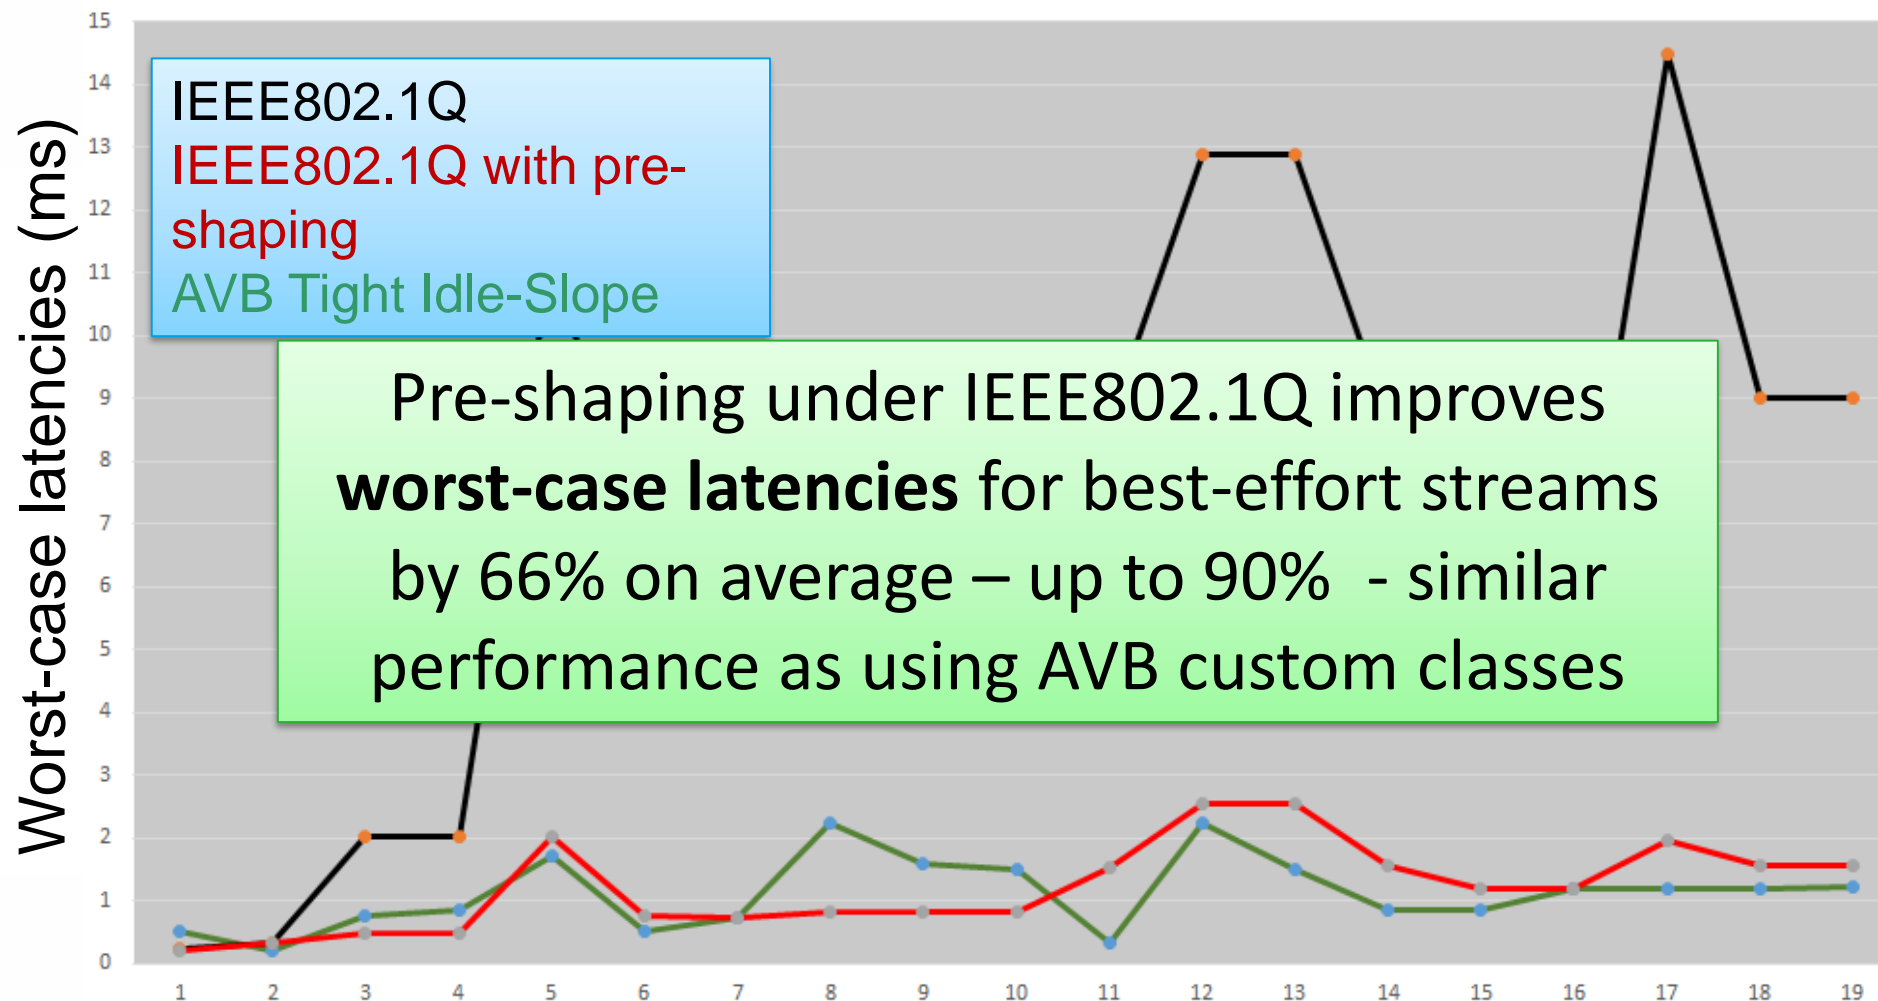 15
14
13
12
11
10
9
8
7
6
5
4
3
2
1
0
Worst-case latencies (ms)
IEEE802.1Q
IEEE802.1Q with pre-
shaping
AVB Tight Idle-Slope
Pre-shaping under IEEE802.1Q improves
worst-case latencies for best-effort streams
by 66% on average – up to 90%  - similar
performance as using AVB custom classes
1 2 3 4 5 6 7 8 9 10 11 12 13 14 15 16 17 18 19